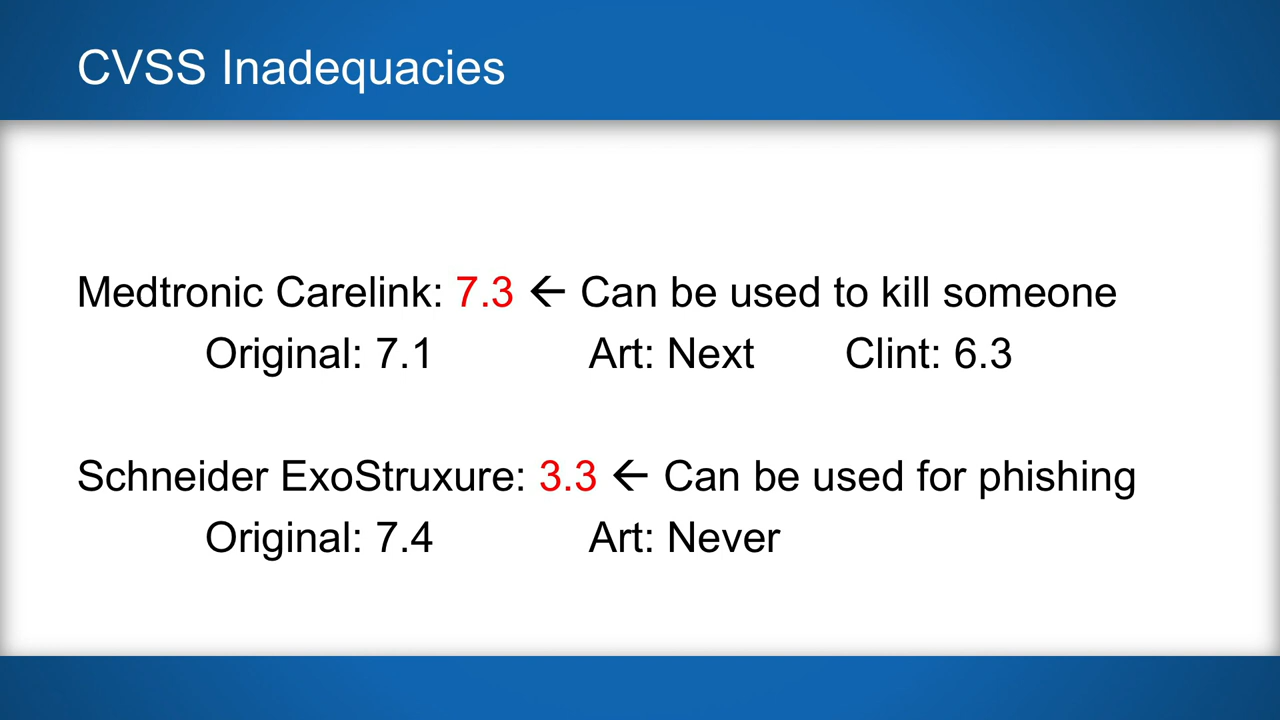 CVSS Inadequacies
Medtronic Carelink: 7.3 ← Can be used to kill someone
Original: 7.1 Art: Next Clint: 6.3
Schneider ExoStruxure: 3.3 ← Can be used for phishing
Original: 7.4 Art: Never